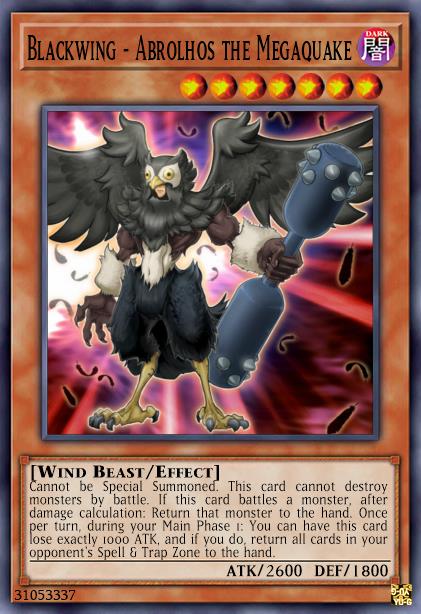 Blackwing - Abrolhos the Megaquake
DARK
闇
[Wind Beast/Effect]
Cannot be Special Summoned. This card cannot destroy
monsters by battle. If this card battles a monster, after
damage calculation: Return that monster to the hand. Once
per turn, during your Main Phase 1: You can have this card
lose exactly 1000 ATK, and if you do, return all cards in your
opponent's Spell & Trap Zone to the hand.
ATK/2600 DEF/1800
31053337